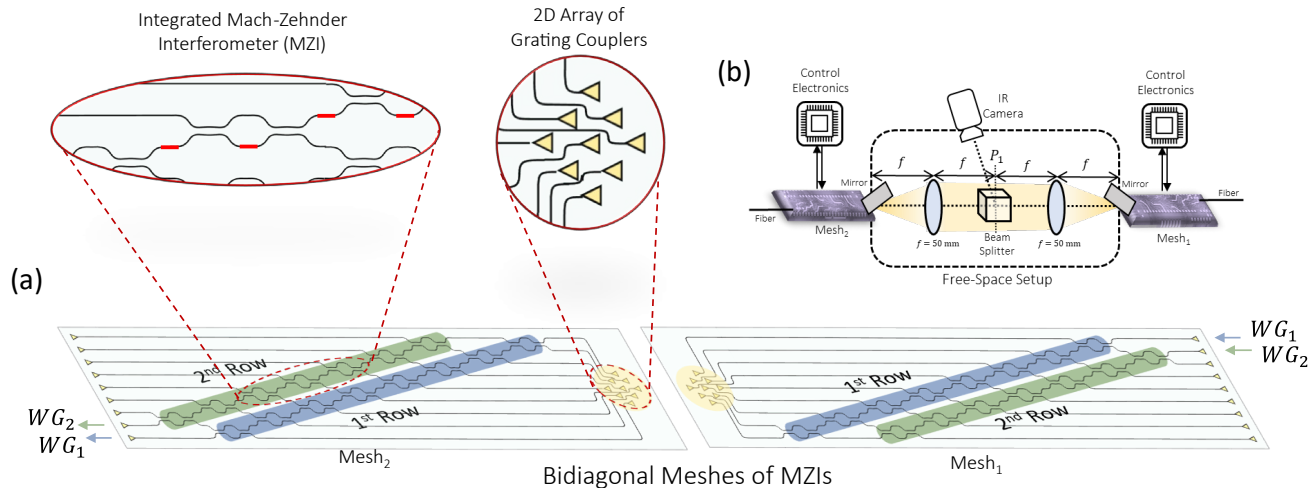 Integrated Mach-Zehnder
Interferometer (MZI)
2D Array of
Grating Couplers
(b)
Control
Electronics
IR
Camera
Control
Electronics
f
f
P₁
f
f
Mirror
Mirror
Fiber
Fiber
Mesh₂
f = 50 mm
Beam
Splitter
f = 50 mm
Mesh₁
Free-Space Setup
(a)
2nd Row
1st Row
WG₂
WG₁
Mesh₂
1st Row
2nd Row
WG₁
WG₂
Mesh₁
Bidiagonal Meshes of MZIs